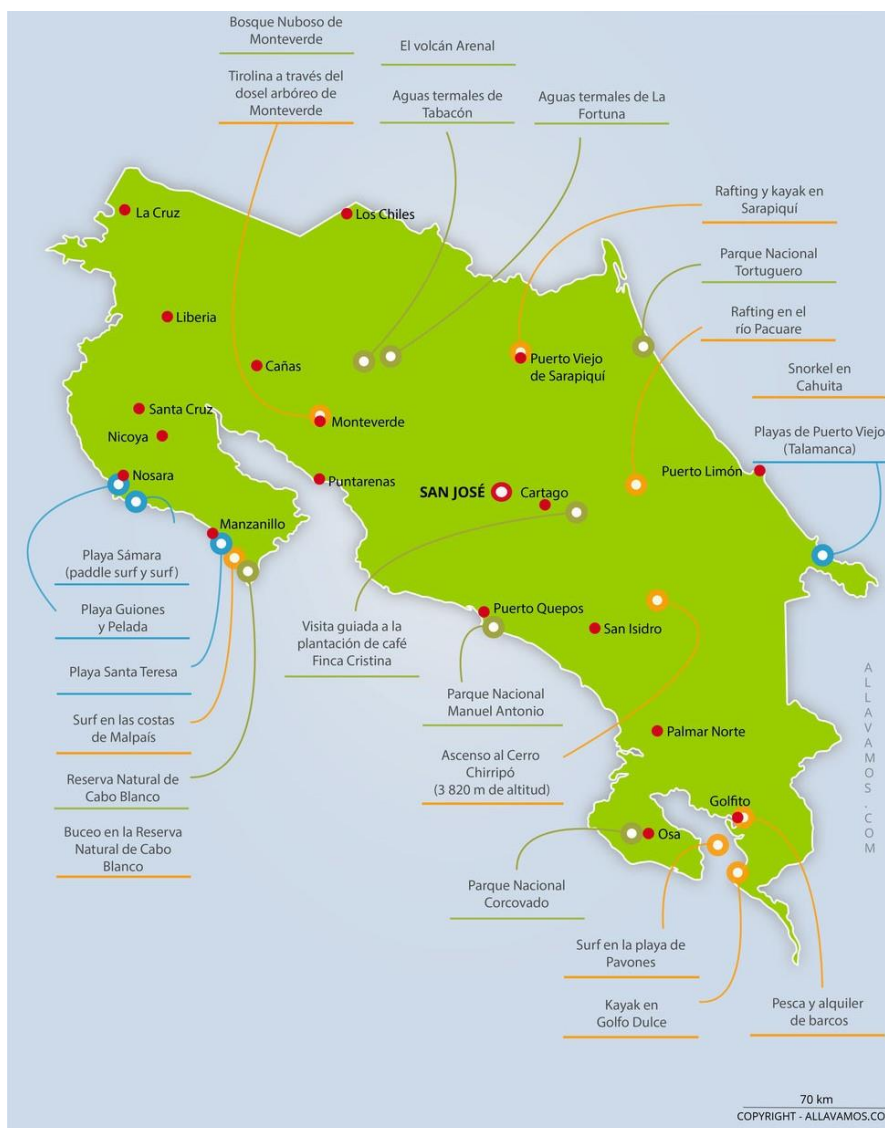 Bosque Nuboso de
Monteverde
El volcán Arenal
Tirolina a través del
dosel arbóreo de
Monteverde
Aguas termales de
Tabacón
Aguas termales de La
Fortuna
La Cruz
Los Chiles
Rafting y kayak en
Sarapiquí
Parque Nacional
Tortuguero
Rafting en el
río Pacuare
Liberia
Cañas
Puerto Viejo
de Sarapiquí
Snorkel en
Cahuita
Santa Cruz
Monteverde
Nicoya
Playas de Puerto Viejo
(Talamanca)
Nosara
Puntarenas
SAN JOSÉ
Cartago
Puerto Limón
Manzanillo
Playa Sámara
(paddle surf y surf)
Playa Guiones
y Pelada
Visita guiada a la
plantación de café
Finca Cristina
Puerto Quepos
San Isidro
Playa Santa Teresa
Parque Nacional
Manuel Antonio
Surf en las costas
de Malpaís
Palmar Norte
Ascenso al Cerro
Chirripó
(3 820 m de altitud)
Reserva Natural de
Cabo Blanco
Golfito
Buceo en la Reserva
Natural de Cabo
Blanco
Osa
ALLAVAMOS.COM
Parque Nacional
Corcovado
Surf en la playa de
Pavones
Kayak en
Golfo Dulce
Pesca y alquiler
de barcos
70 km
COPYRIGHT - ALLAVAMOS.CO